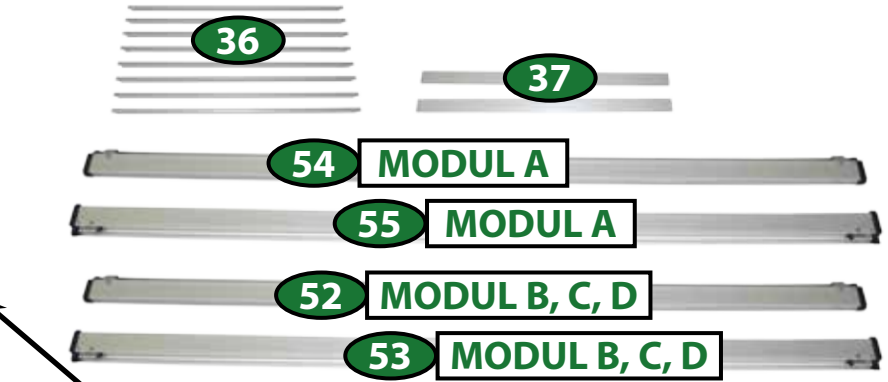 36
37
54 MODUL A
55 MODUL A
52 MODUL B, C, D
53 MODUL B, C, D